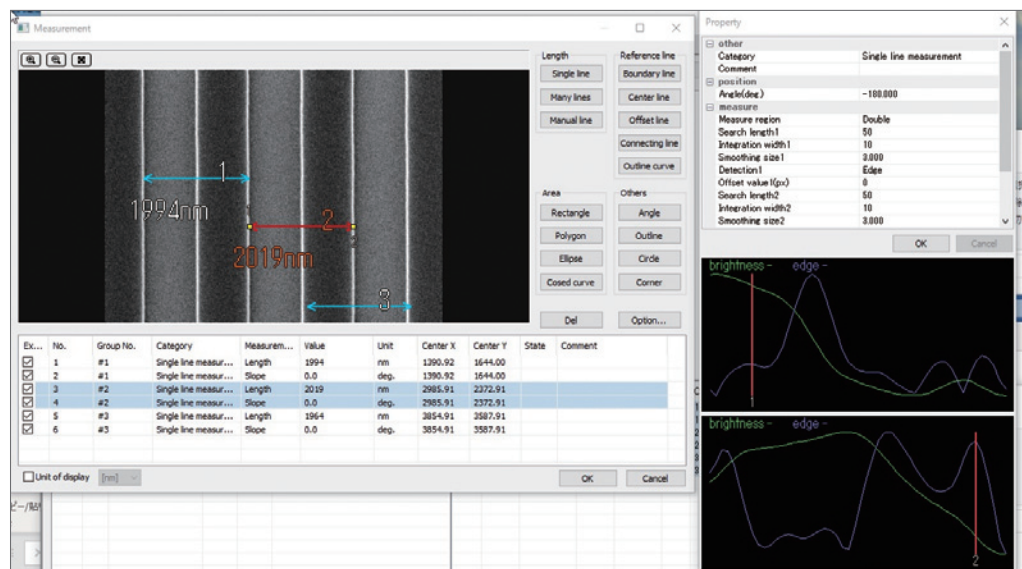 Measurement
Length
Single line
Many lines
Manual line
Reference line
Boundary line
Center line
Offset line
Connecting line
Outline curve
Area
Rectangle
Polygon
Ellipse
Cosed curve
Others
Angle
Outline
Circle
Corner
Del
Option...
1
1994nm
2
2019nm
3
Ex... No. Group No. Category Measurem... Value Unit Center X Center Y State Comment
1 #1 Single line measur... Length 1994 nm 1390.92 1644.00
2 #1 Single line measur... Slope 0.0 deg. 1390.92 1644.00
3 #2 Single line measur... Length 2019 nm 2985.91 2372.91
4 #2 Single line measur... Slope 0.0 deg. 2985.91 2372.91
5 #3 Single line measur... Length 1964 nm 3854.91 3587.91
6 #3 Single line measur... Slope 0.0 deg. 3854.91 3587.91
Unit of display [nm]
OK Cancel
Property
other
Category Single line measurement
Comment
position
Angle(deg.) -180.000
measure
Measure region Double
Search length1 50
Integration width1 10
Smoothing size1 3.000
Detection1 Edge
Offset value1(px) 0
Search length2 50
Integration width2 10
Smoothing size2 3.000
OK Cancel
brightness - edge -
1
brightness - edge -
2